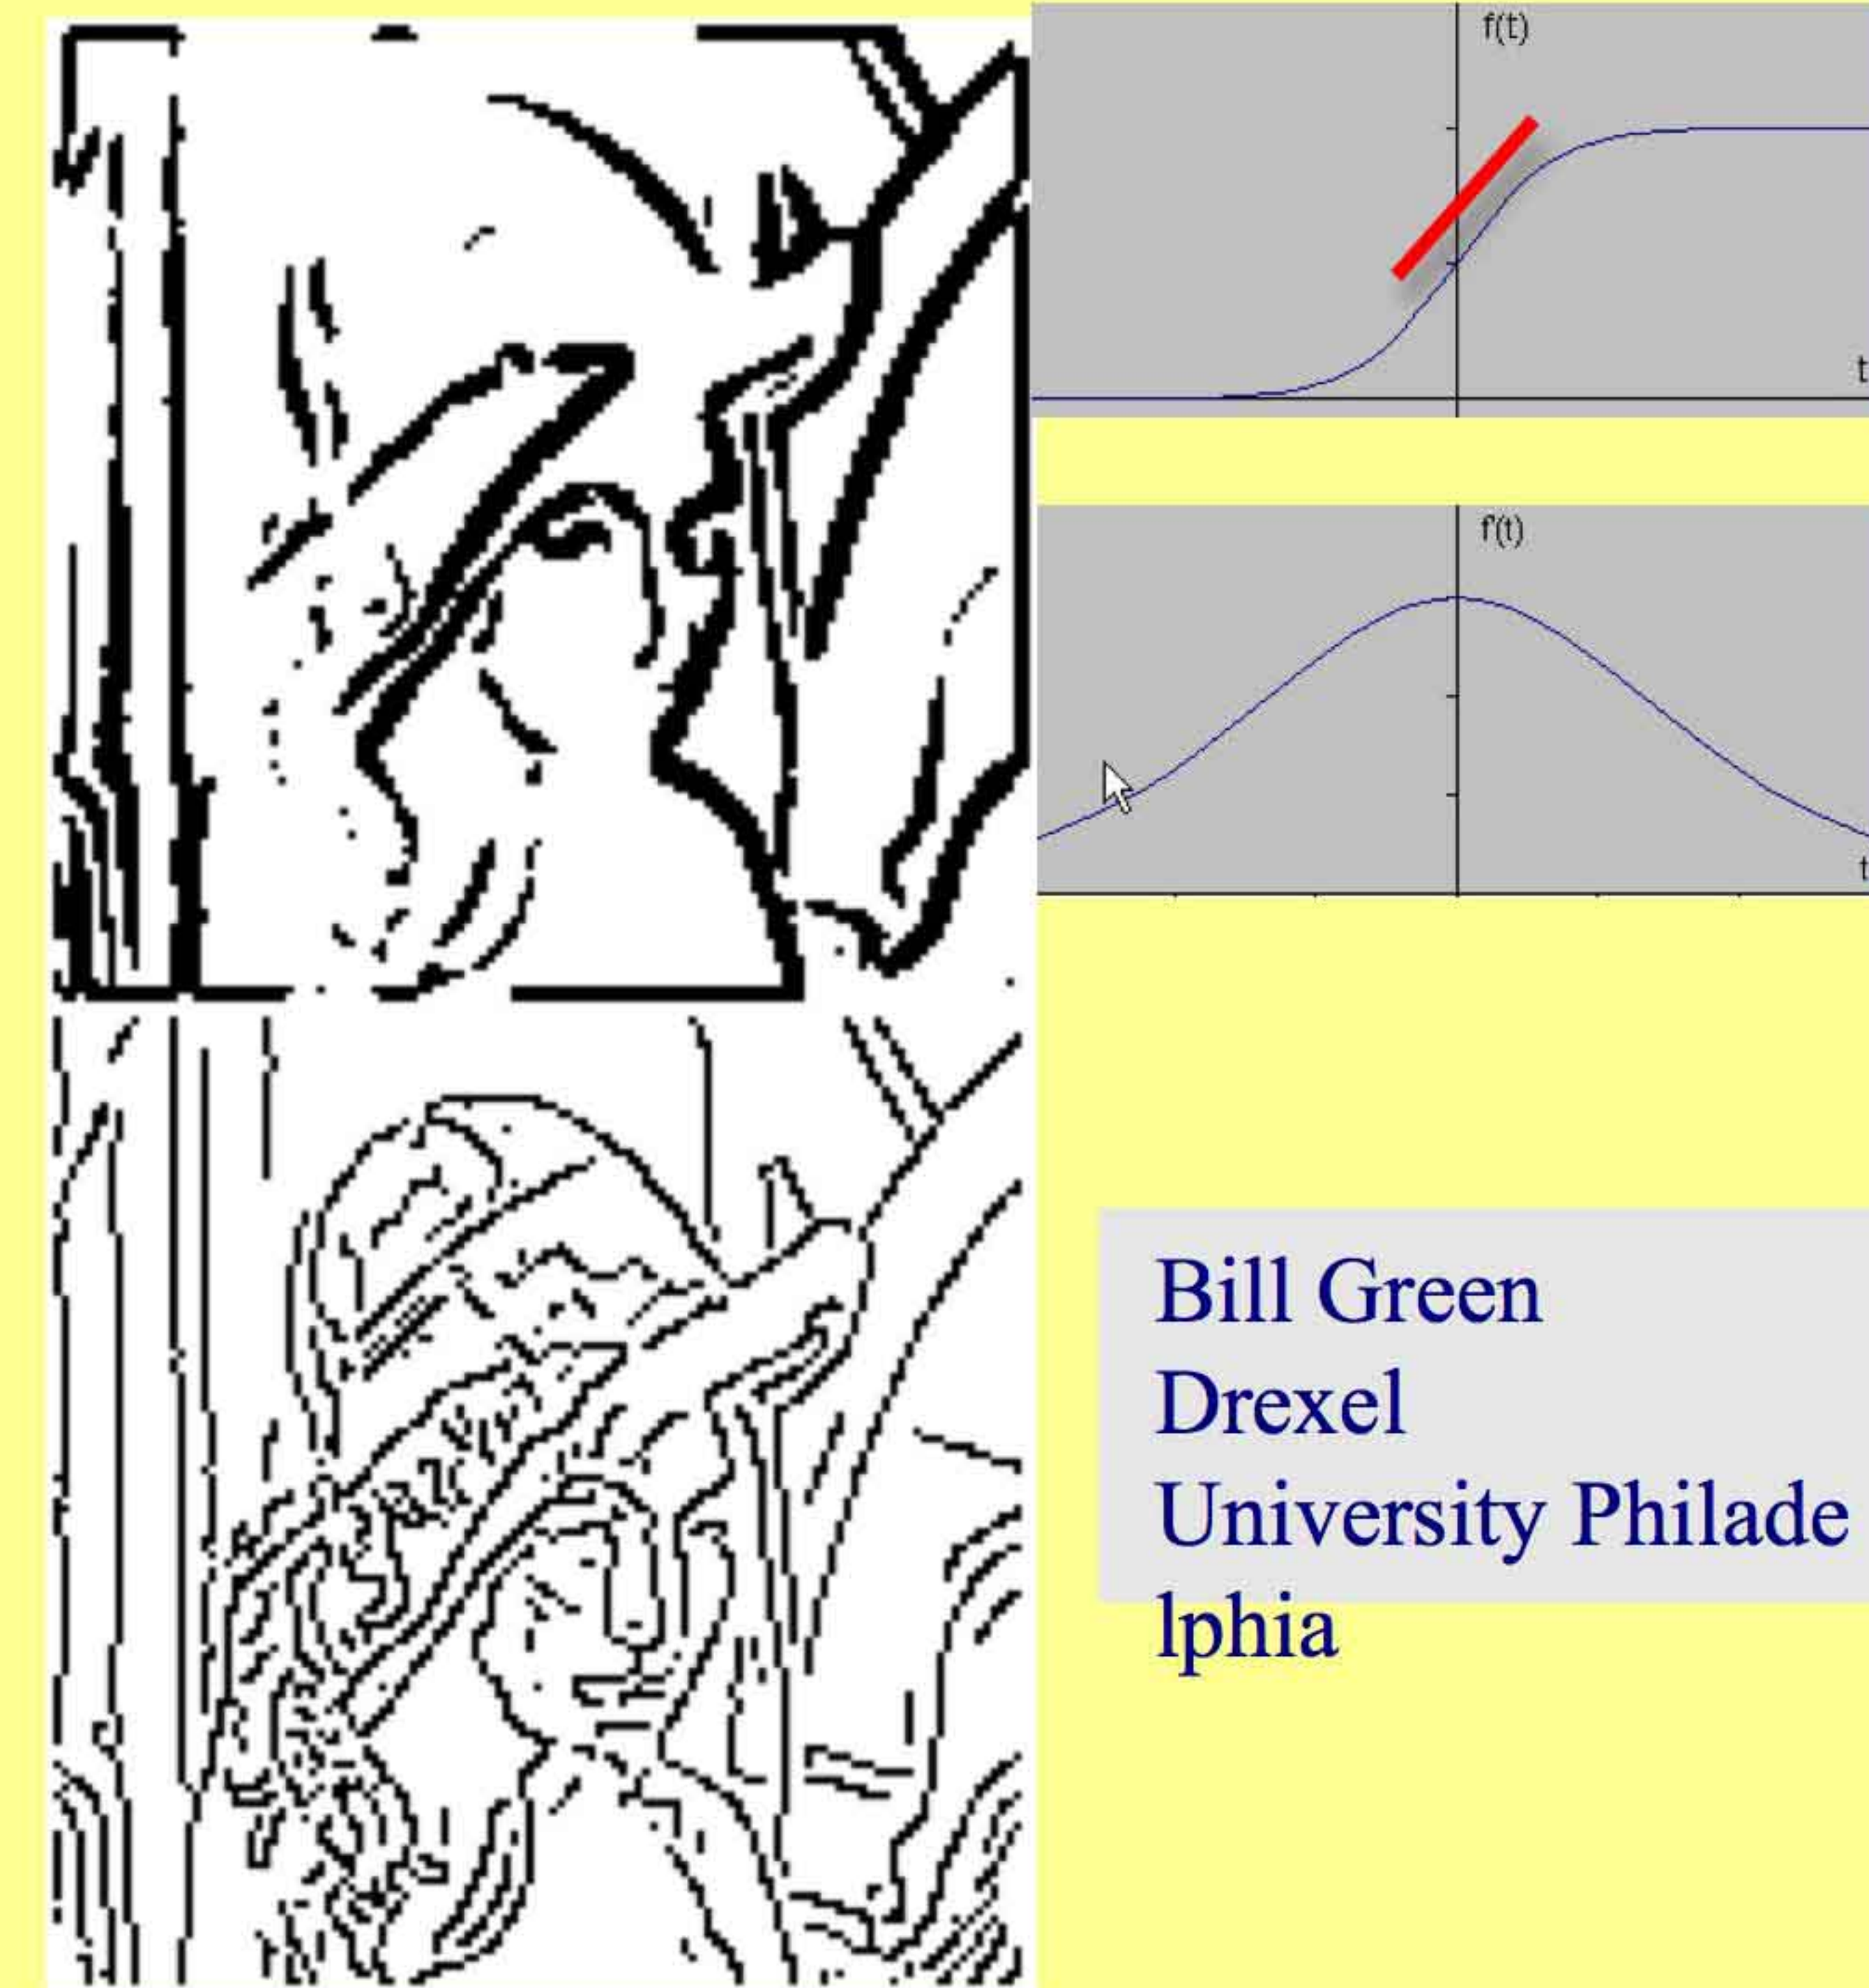 f(t)
t
f'(t)
t
Bill Green
Drexel
University Philade
lphia